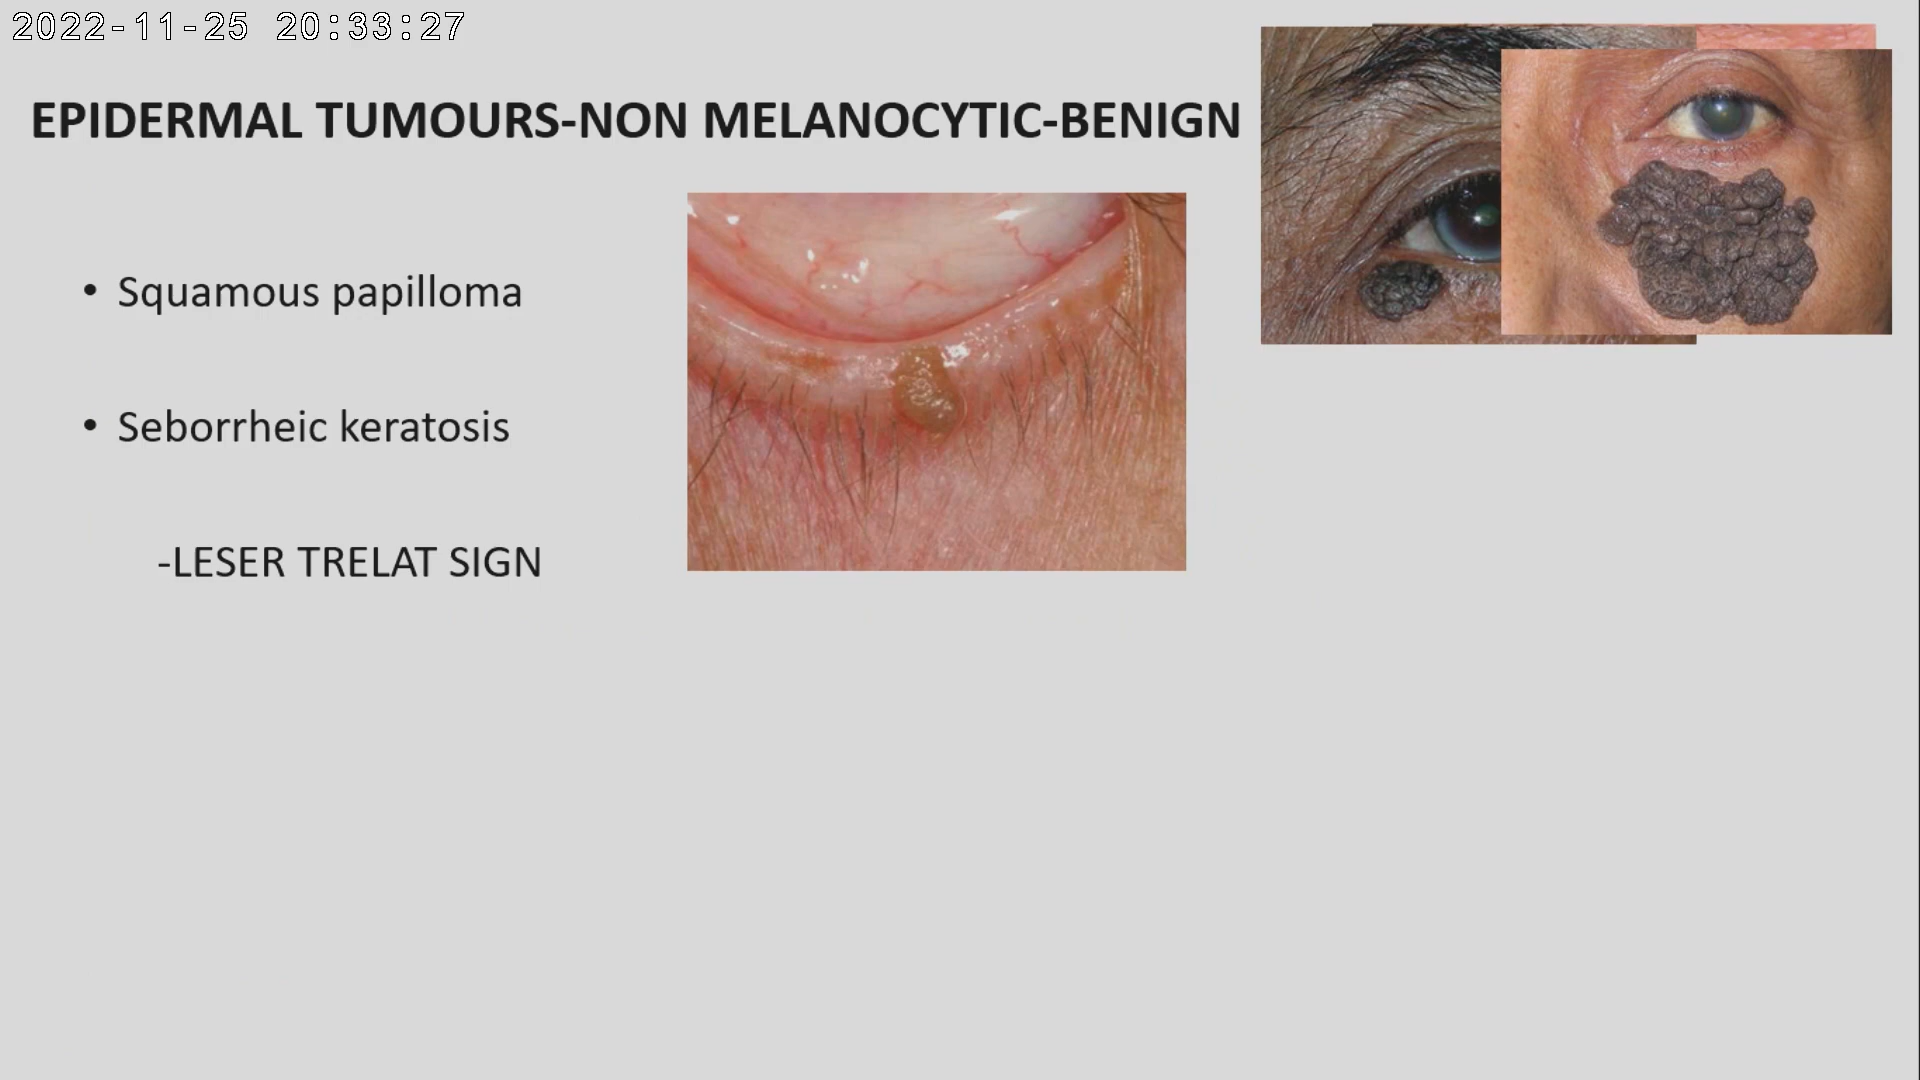 2022-11-25 20:33:27
EPIDERMAL TUMOURS-NON MELANOCYTIC-BENIGN
• Squamous papilloma
• Seborrheic keratosis
-LESER TRELAT SIGN